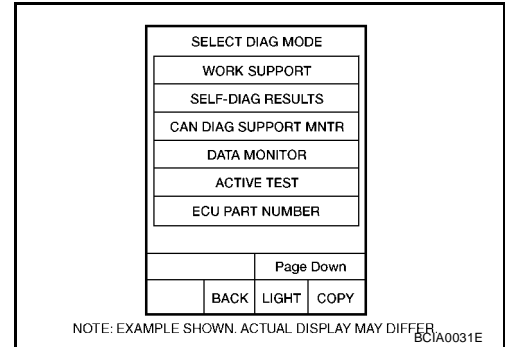 SELECT DIAG MODE
WORK SUPPORT
SELF-DIAG RESULTS
CAN DIAG SUPPORT MNTR
DATA MONITOR
ACTIVE TEST
ECU PART NUMBER
Page Down
BACK LIGHT COPY
NOTE: EXAMPLE SHOWN. ACTUAL DISPLAY MAY DIFFER.
BCIA0031E